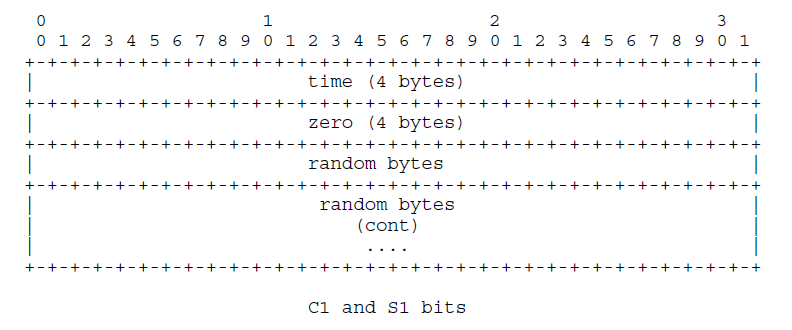 0 1 2 3
0 1 2 3 4 5 6 7 8 9 0 1 2 3 4 5 6 7 8 9 0 1 2 3 4 5 6 7 8 9 0 1
+-+-+-+-+-+-+-+-+-+-+-+-+-+-+-+-+-+-+-+-+-+-+-+-+-+-+-+-+-+-+-+-+
| time (4 bytes) |
+-+-+-+-+-+-+-+-+-+-+-+-+-+-+-+-+-+-+-+-+-+-+-+-+-+-+-+-+-+-+-+-+
| zero (4 bytes) |
+-+-+-+-+-+-+-+-+-+-+-+-+-+-+-+-+-+-+-+-+-+-+-+-+-+-+-+-+-+-+-+-+
| random bytes |
+-+-+-+-+-+-+-+-+-+-+-+-+-+-+-+-+-+-+-+-+-+-+-+-+-+-+-+-+-+-+-+-+
| random bytes |
| (cont) |
| .... |
+-+-+-+-+-+-+-+-+-+-+-+-+-+-+-+-+-+-+-+-+-+-+-+-+-+-+-+-+-+-+-+-+
C1 and S1 bits